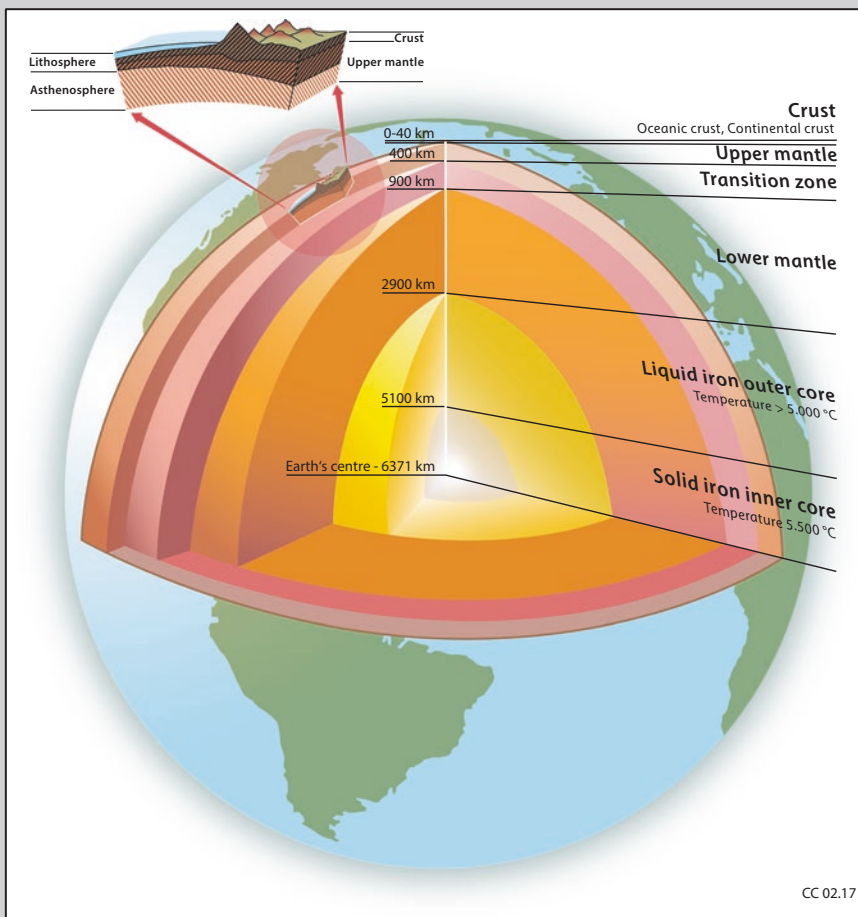 Crust
Lithosphere
Upper mantle
Asthenosphere
Crust
0-40 km
Oceanic crust, Continental crust
400 km
Upper mantle
900 km
Transition zone
Lower mantle
2900 km
Liquid iron outer core
Temperature > 5.000 °C
5100 km
Earth's centre - 6371 km
Solid iron inner core
Temperature 5.500 °C
CC 02.17